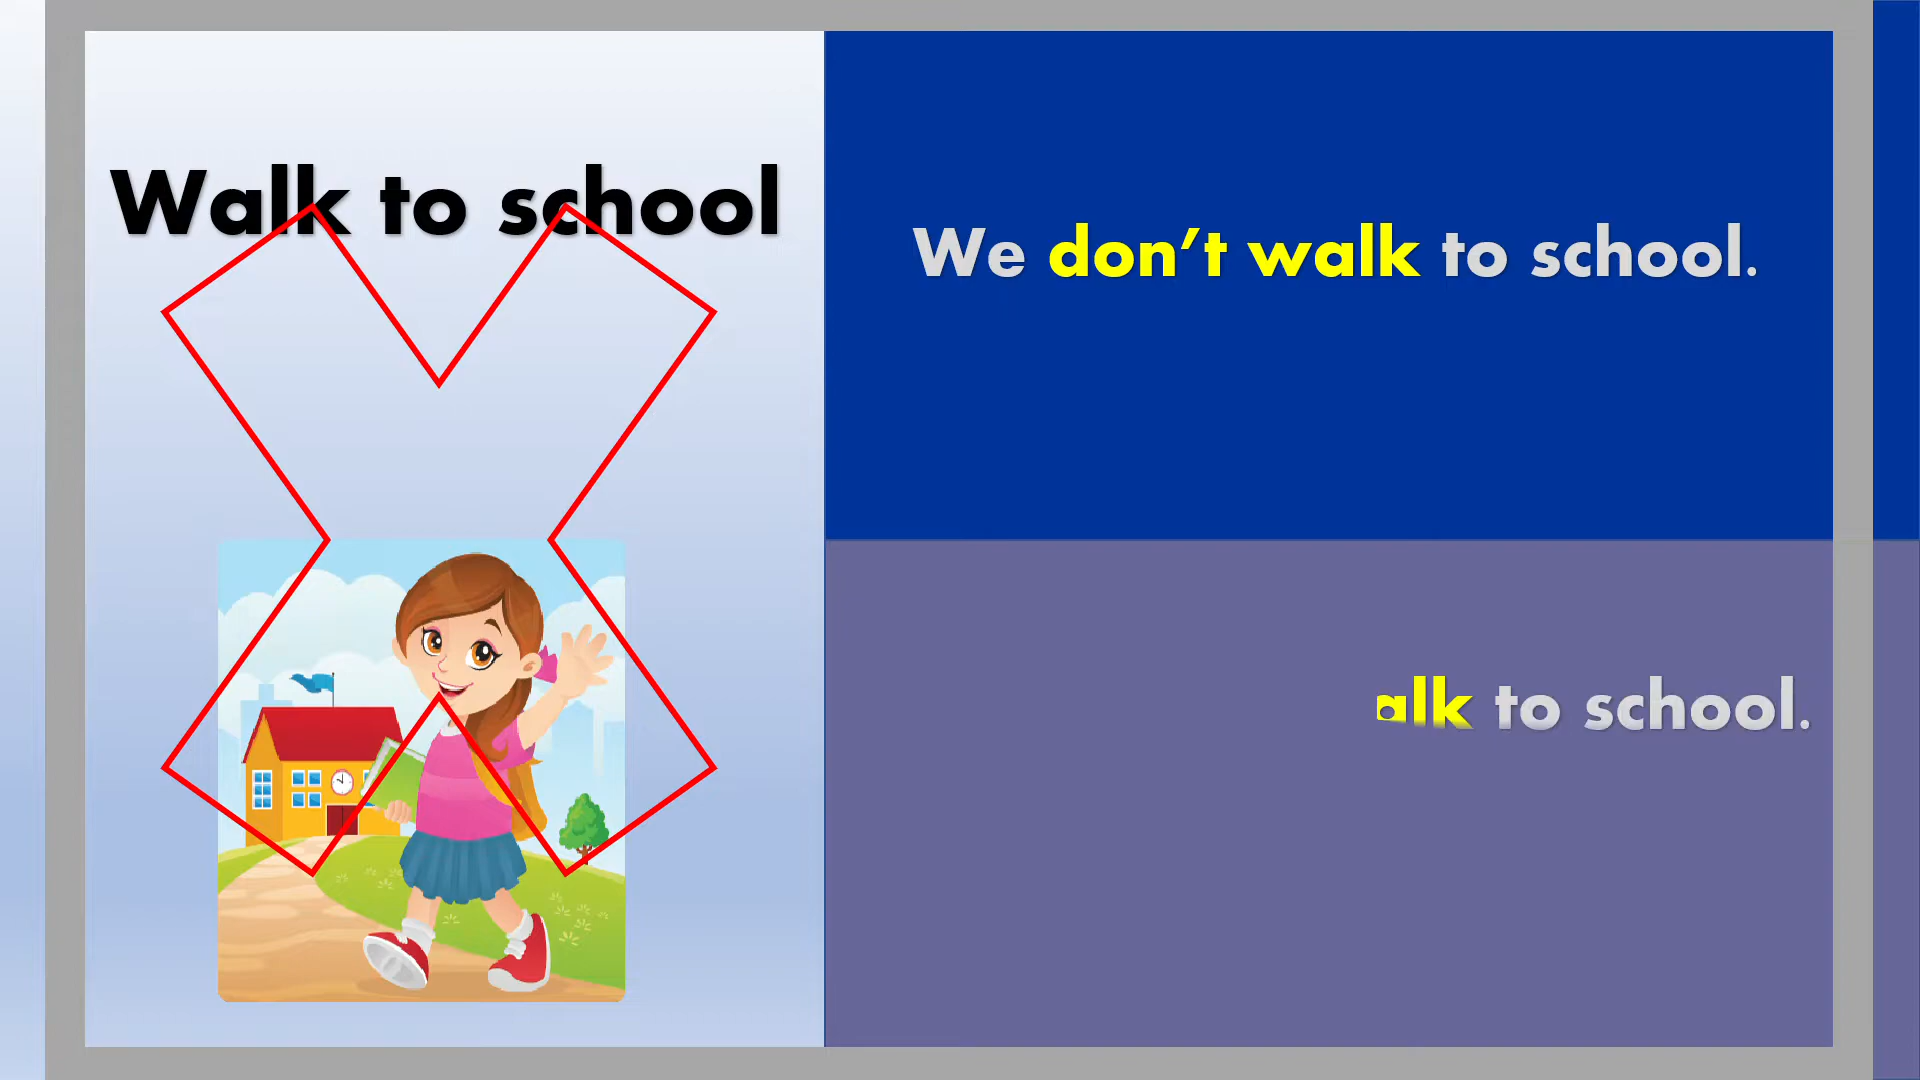 Walk to school
We don’t walk to school.
alk to school.